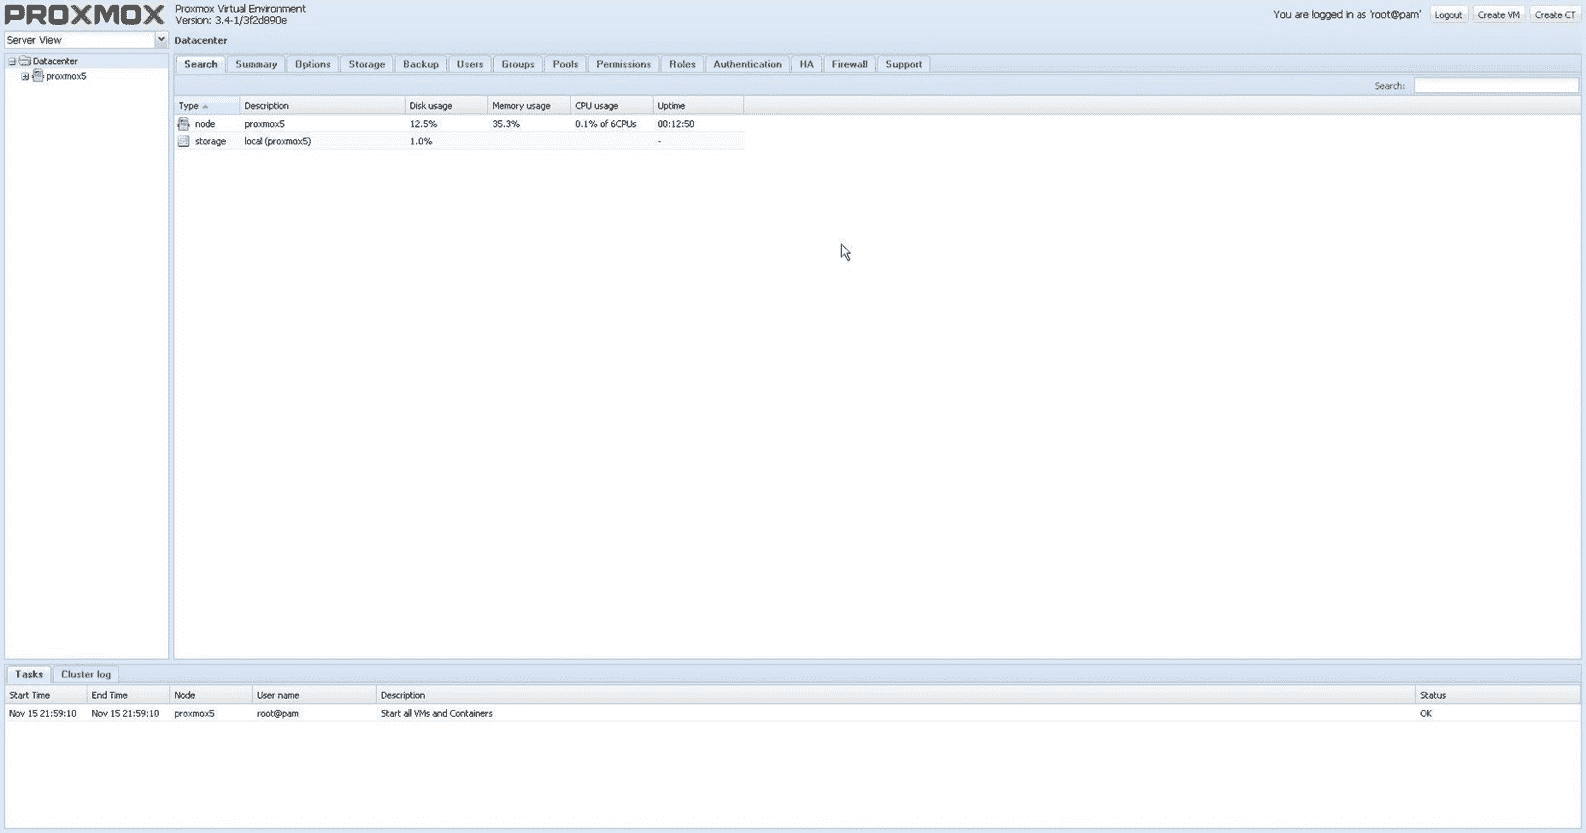 PROXMOX
Proxmox Virtual Environment
Version: 3.4-1/3f2d890e
You are logged in as 'root@pam' Logout Create VM Create CT
Server View
Datacenter
Datacenter
proxmox5
Search Summary Options Storage Backup Users Groups Pools Permissions Roles Authentication HA Firewall Support
Search:
Type Description Disk usage Memory usage CPU usage Uptime
node proxmox5 12.5% 35.3% 0.1% of 6CPUs 00:12:50
storage local (proxmox5) 1.0% -
Tasks Cluster log
Start Time End Time Node User name Description Status
Nov 15 21:59:10 Nov 15 21:59:10 proxmox5 root@pam Start all VMs and Containers OK